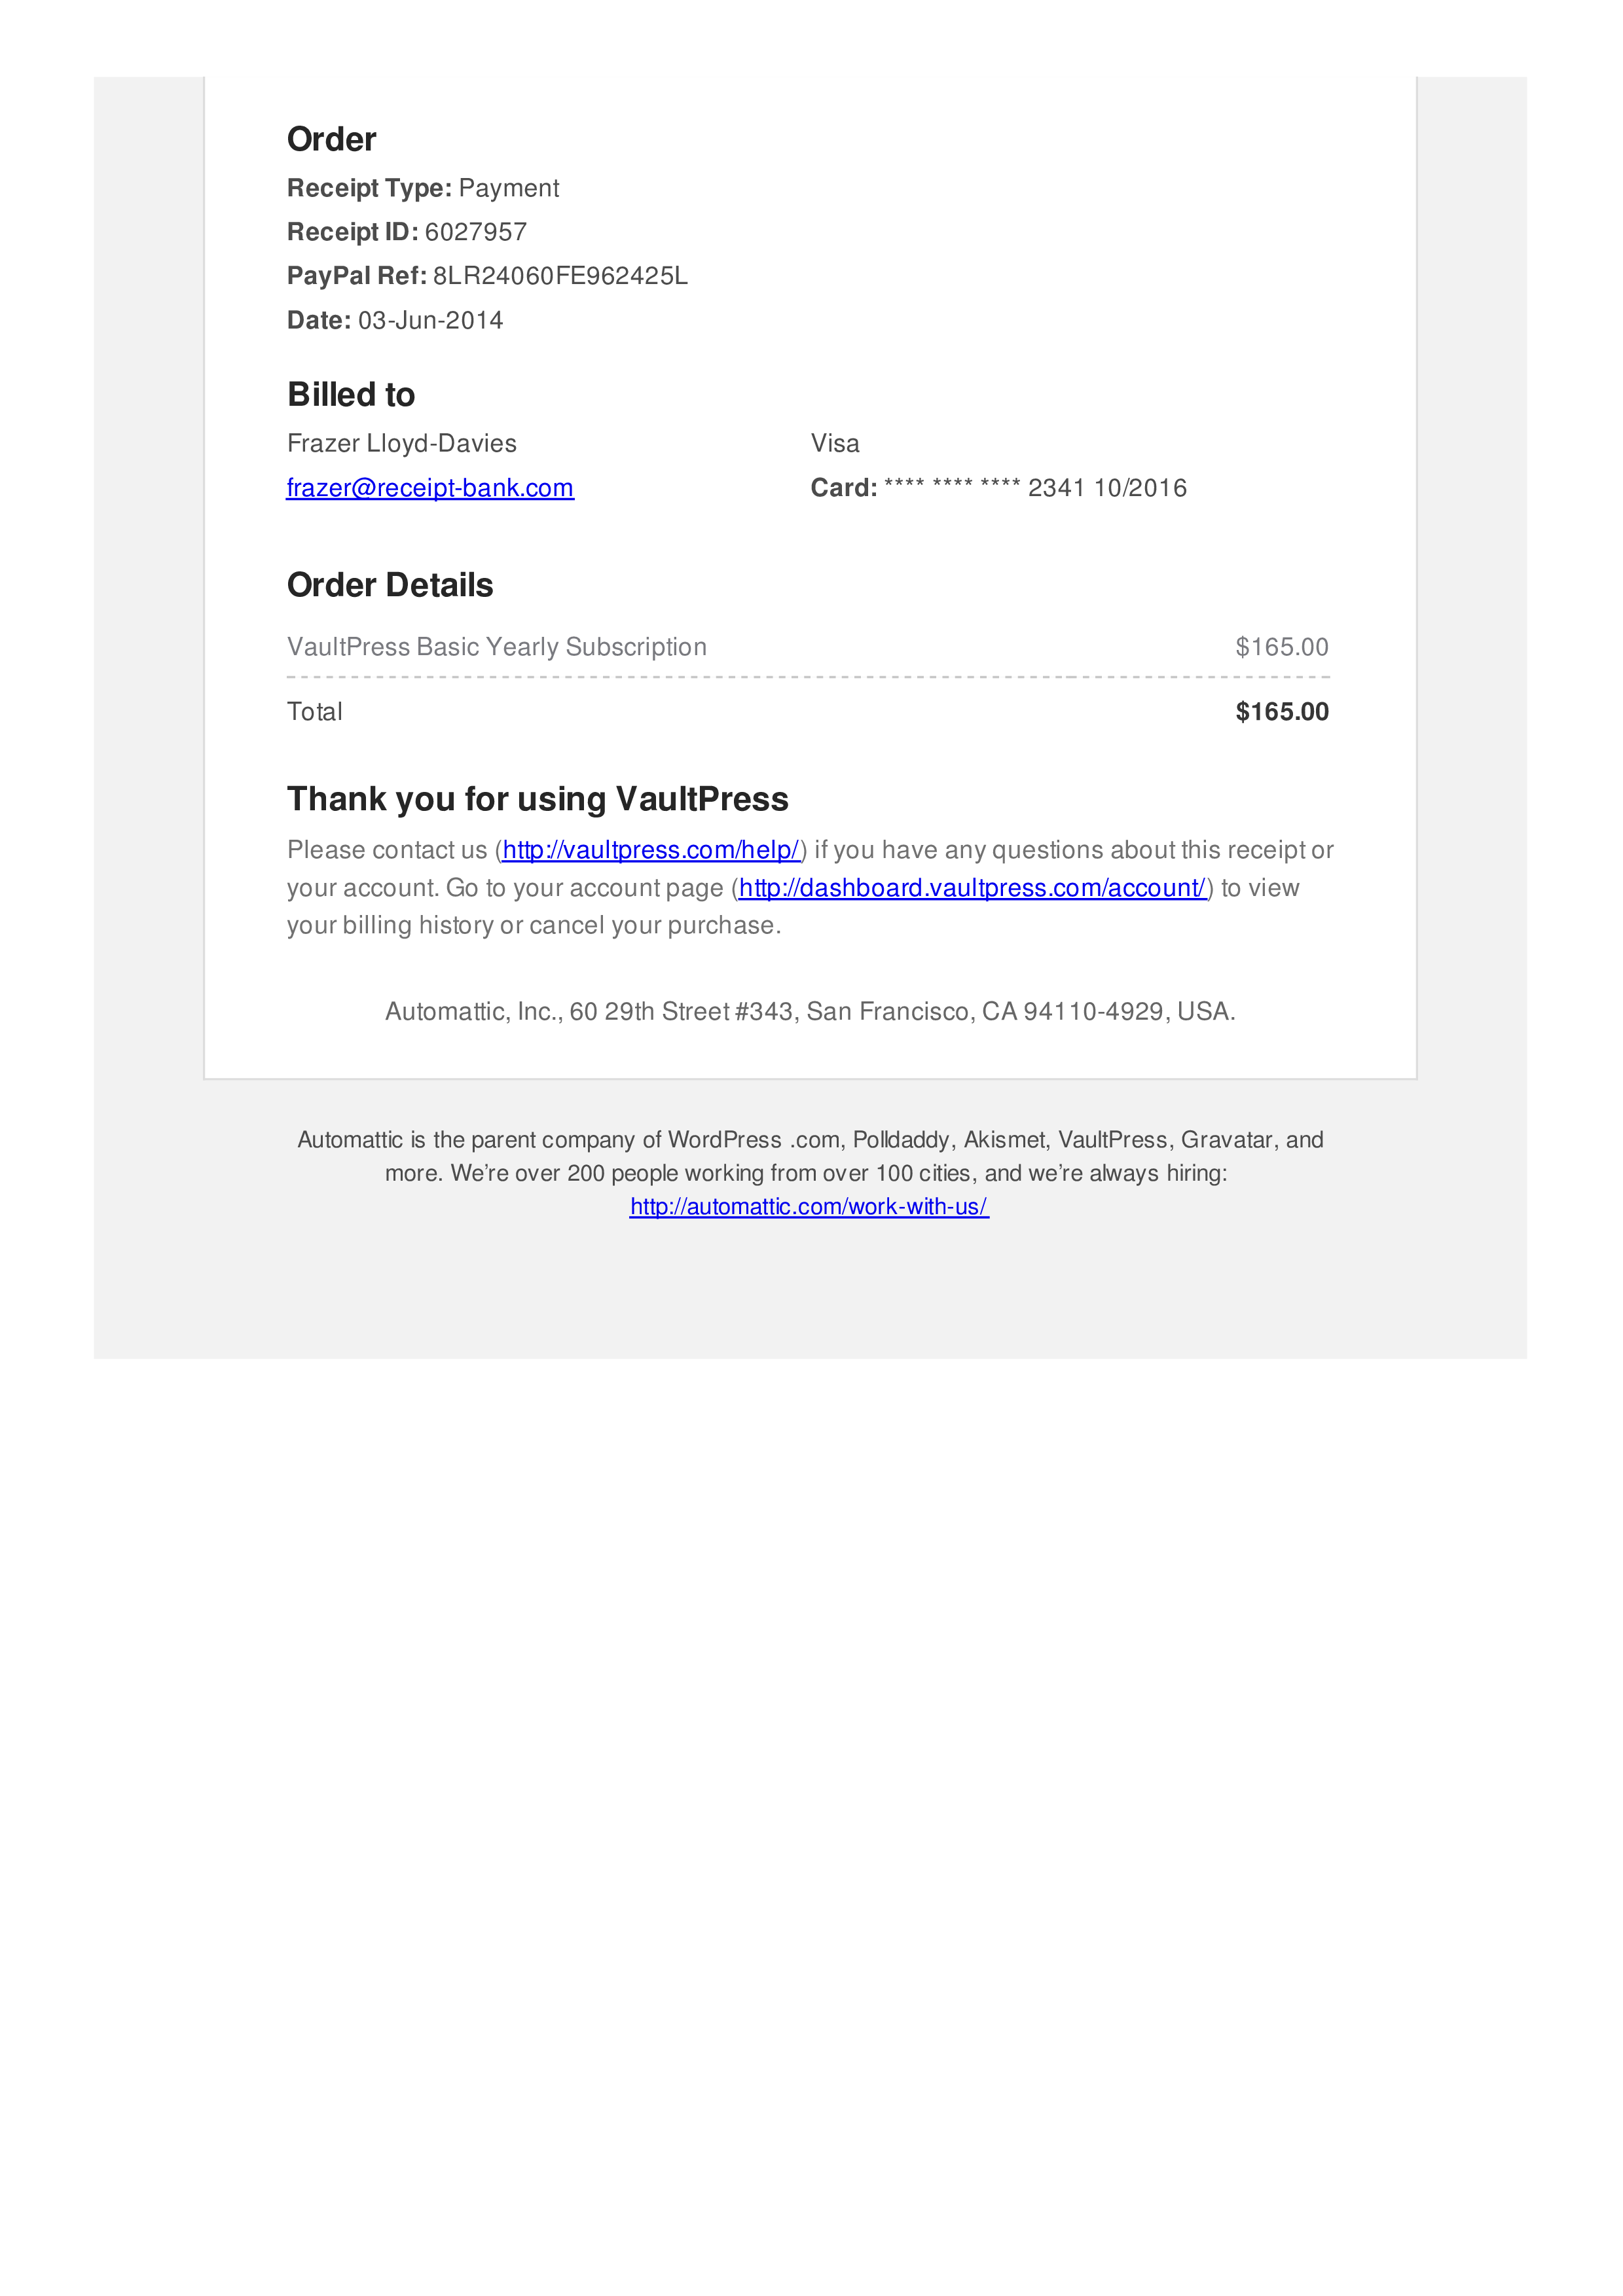 Order
Receipt Type: Payment
Receipt ID: 6027957
PayPal Ref: 8LR24060FE962425L
Date: 03-Jun-2014
Billed to
Frazer Lloyd-Davies
Visa
frazer@receipt-bank.com
Card: **** **** **** 2341 10/2016
Order Details
VaultPress Basic Yearly Subscription $165.00
Total $165.00
Thank you for using VaultPress
Please contact us (http://vaultpress.com/help/) if you have any questions about this receipt or
your account. Go to your account page (http://dashboard.vaultpress.com/account/) to view
your billing history or cancel your purchase.
Automattic, Inc., 60 29th Street #343, San Francisco, CA 94110-4929, USA.
Automattic is the parent company of WordPress .com, Polldaddy, Akismet, VaultPress, Gravatar, and
more. We’re over 200 people working from over 100 cities, and we’re always hiring:
http://automattic.com/work-with-us/